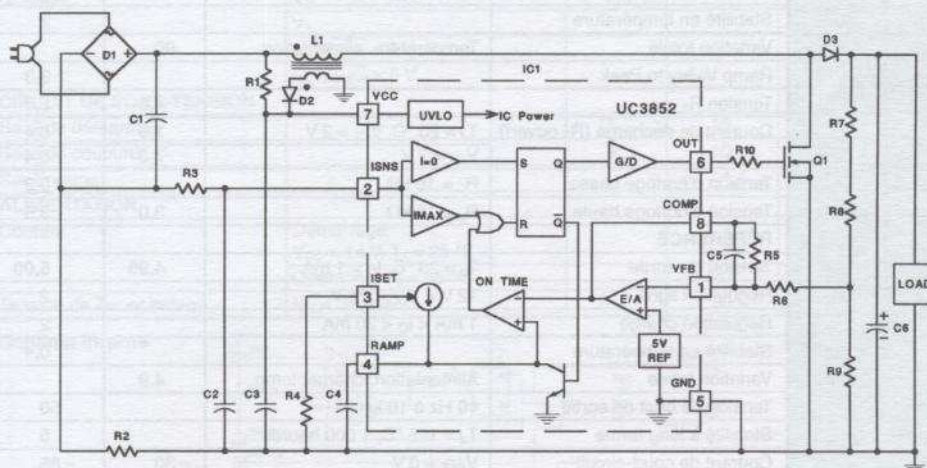 L1
D3
D1
IC1
R1
D2
UC3852
VCC
7
UVLO
IC Power
R7
C1
OUT
ISNS
I=0
S
Q
G/D
6
R10
Q1
2
R3
COMP
8
IMAX
R
Q
R8
C5
R5
ISET
ON TIME
VFB
3
E/A
1
R6
LOAD
RAMP
4
5V
REF
C6
GND
R9
C2
C3
R4
C4
5
R2